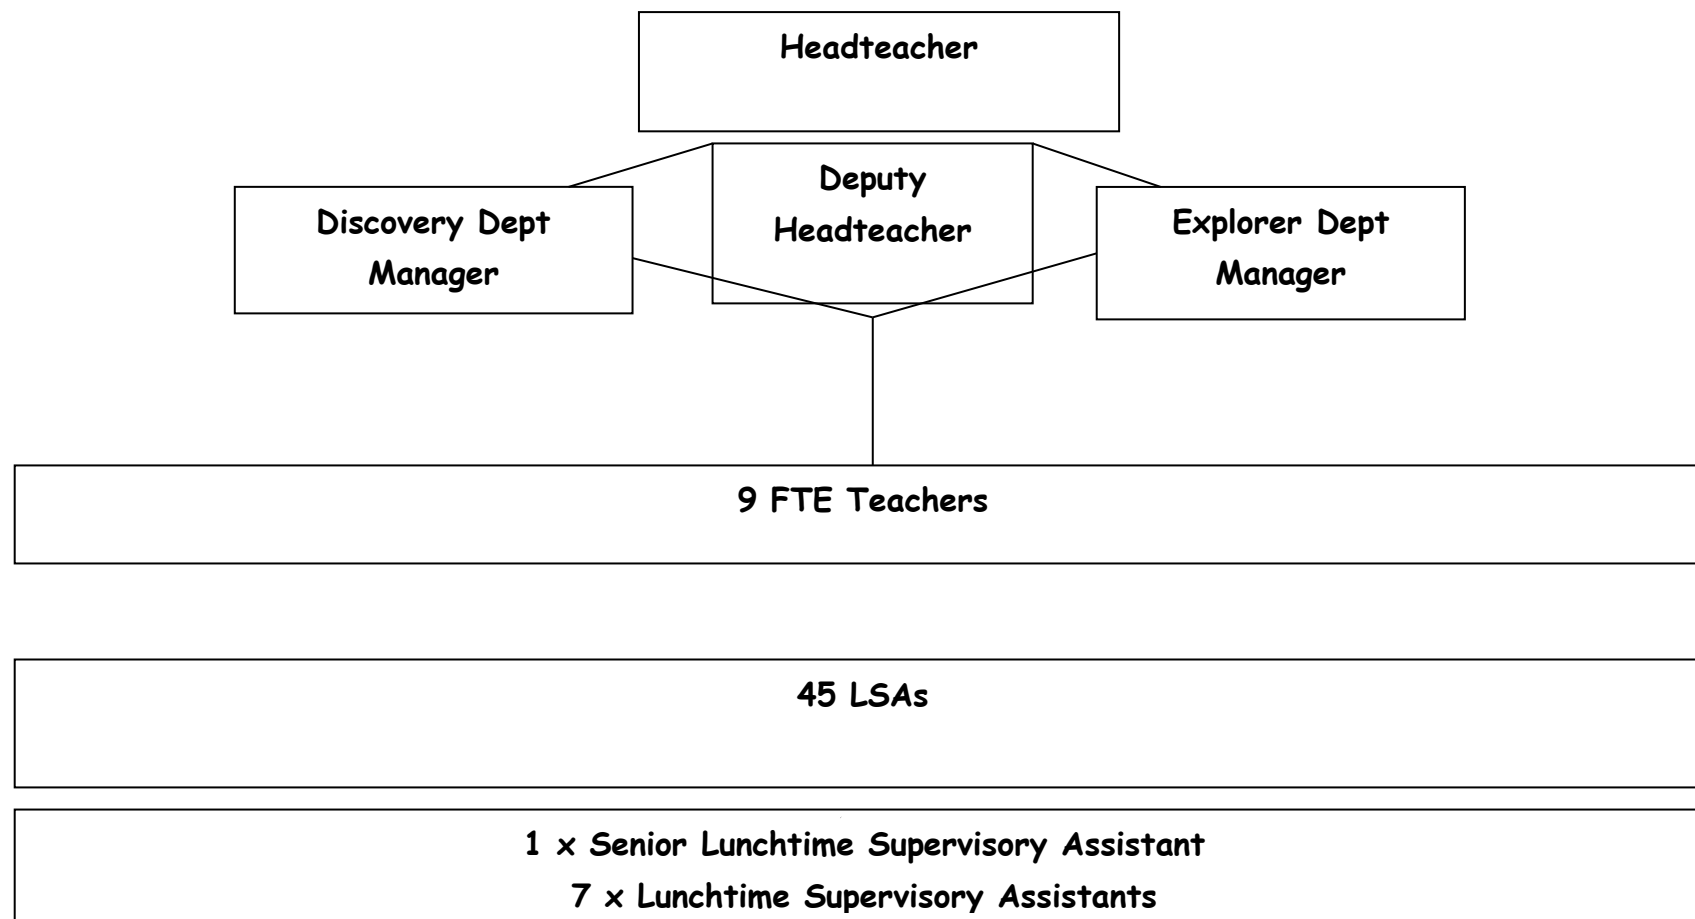 Headteacher
Deputy
Headteacher
Discovery Dept
Manager
Explorer Dept
Manager
9 FTE Teachers
45 LSAs
1 x Senior Lunchtime Supervisory Assistant
7 x Lunchtime Supervisory Assistants